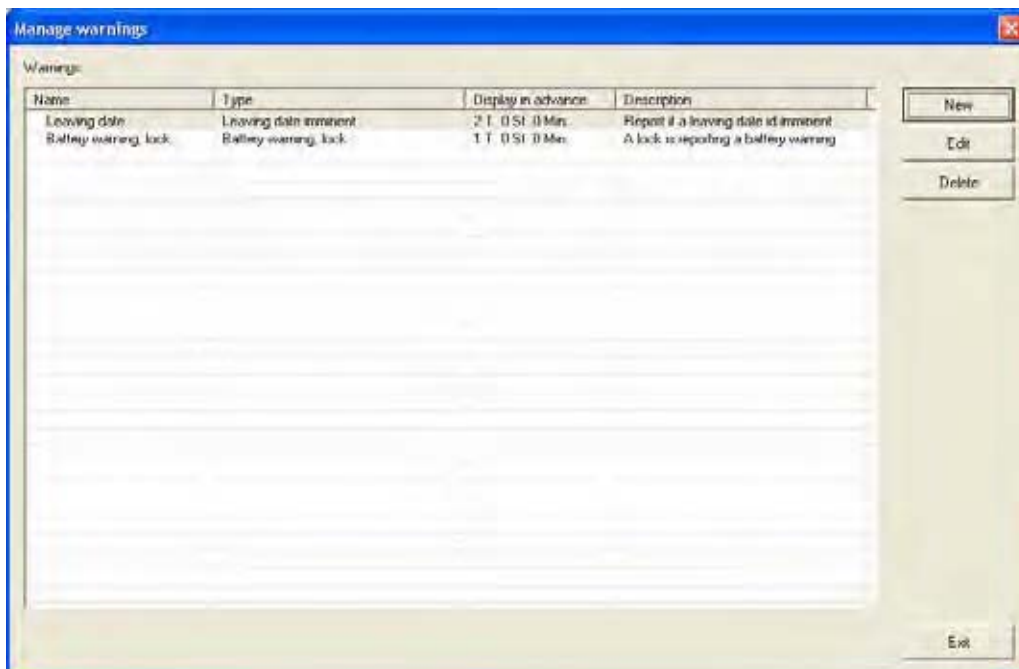 Manage warnings
Warnings:
Name Type Display in advance Description
Leaving date Leaving date imminent 2 T. 0 St. 0 Min. Report if a leaving date id imminent
Battery warning, lock Battery warning, lock 1 T. 0 St. 0 Min. A lock is reporting a battery warning
New
Edit
Delete
Exit